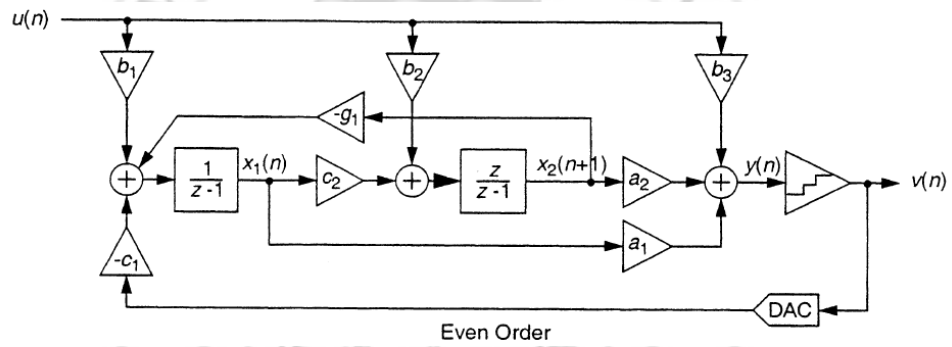 u(n)
b1 b2 b3
-g1
1 z x1(n) c2 z x2(n+1) a2 y(n) v(n)
z-1 z-1
a1
-c1
DAC
Even Order